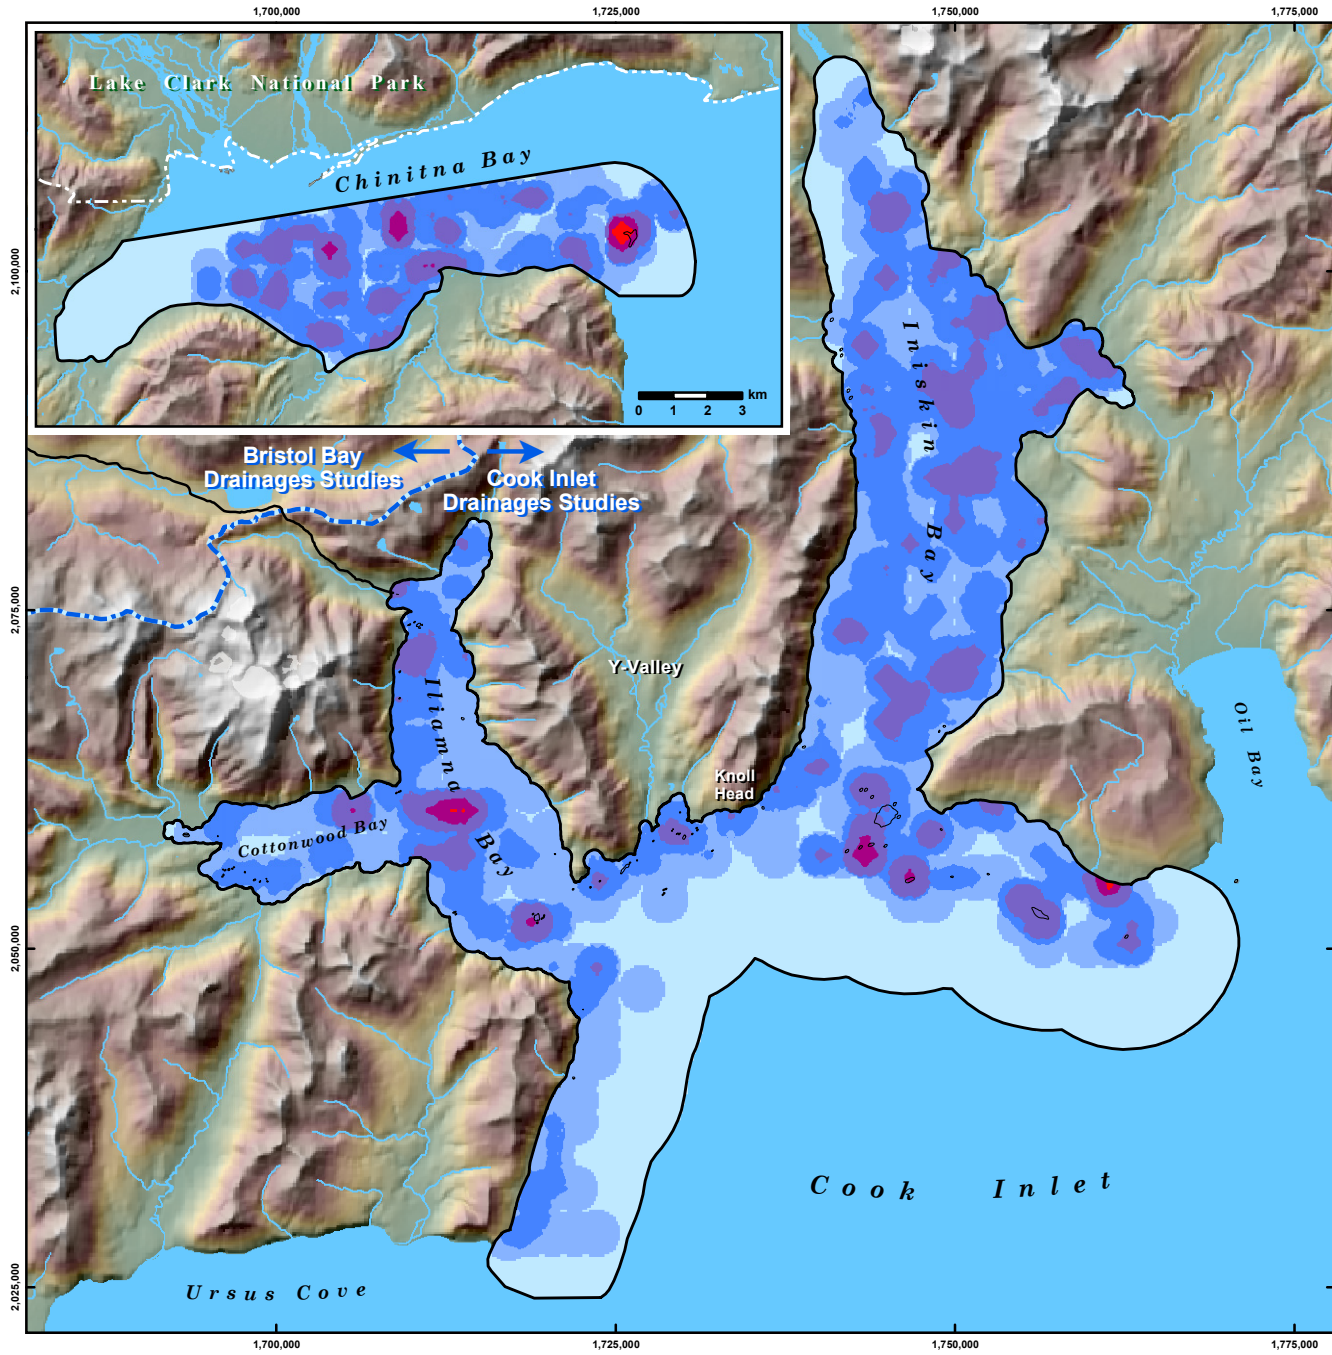 1,700,000
1,725,000
1,750,000
1,775,000
Lake Clark National Park
Chinitna Bay
2,100,000
km
0 1 2 3
Iniskin Bay
Bristol Bay
Drainages Studies
Cook Inlet
Drainages Studies
2,075,000
Y-Valley
Iliamna Bay
Oil Bay
Knoll
Head
Cottonwood Bay
2,050,000
Cook Inlet
Ursus Cove
2,025,000
1,700,000
1,725,000
1,750,000
1,775,000